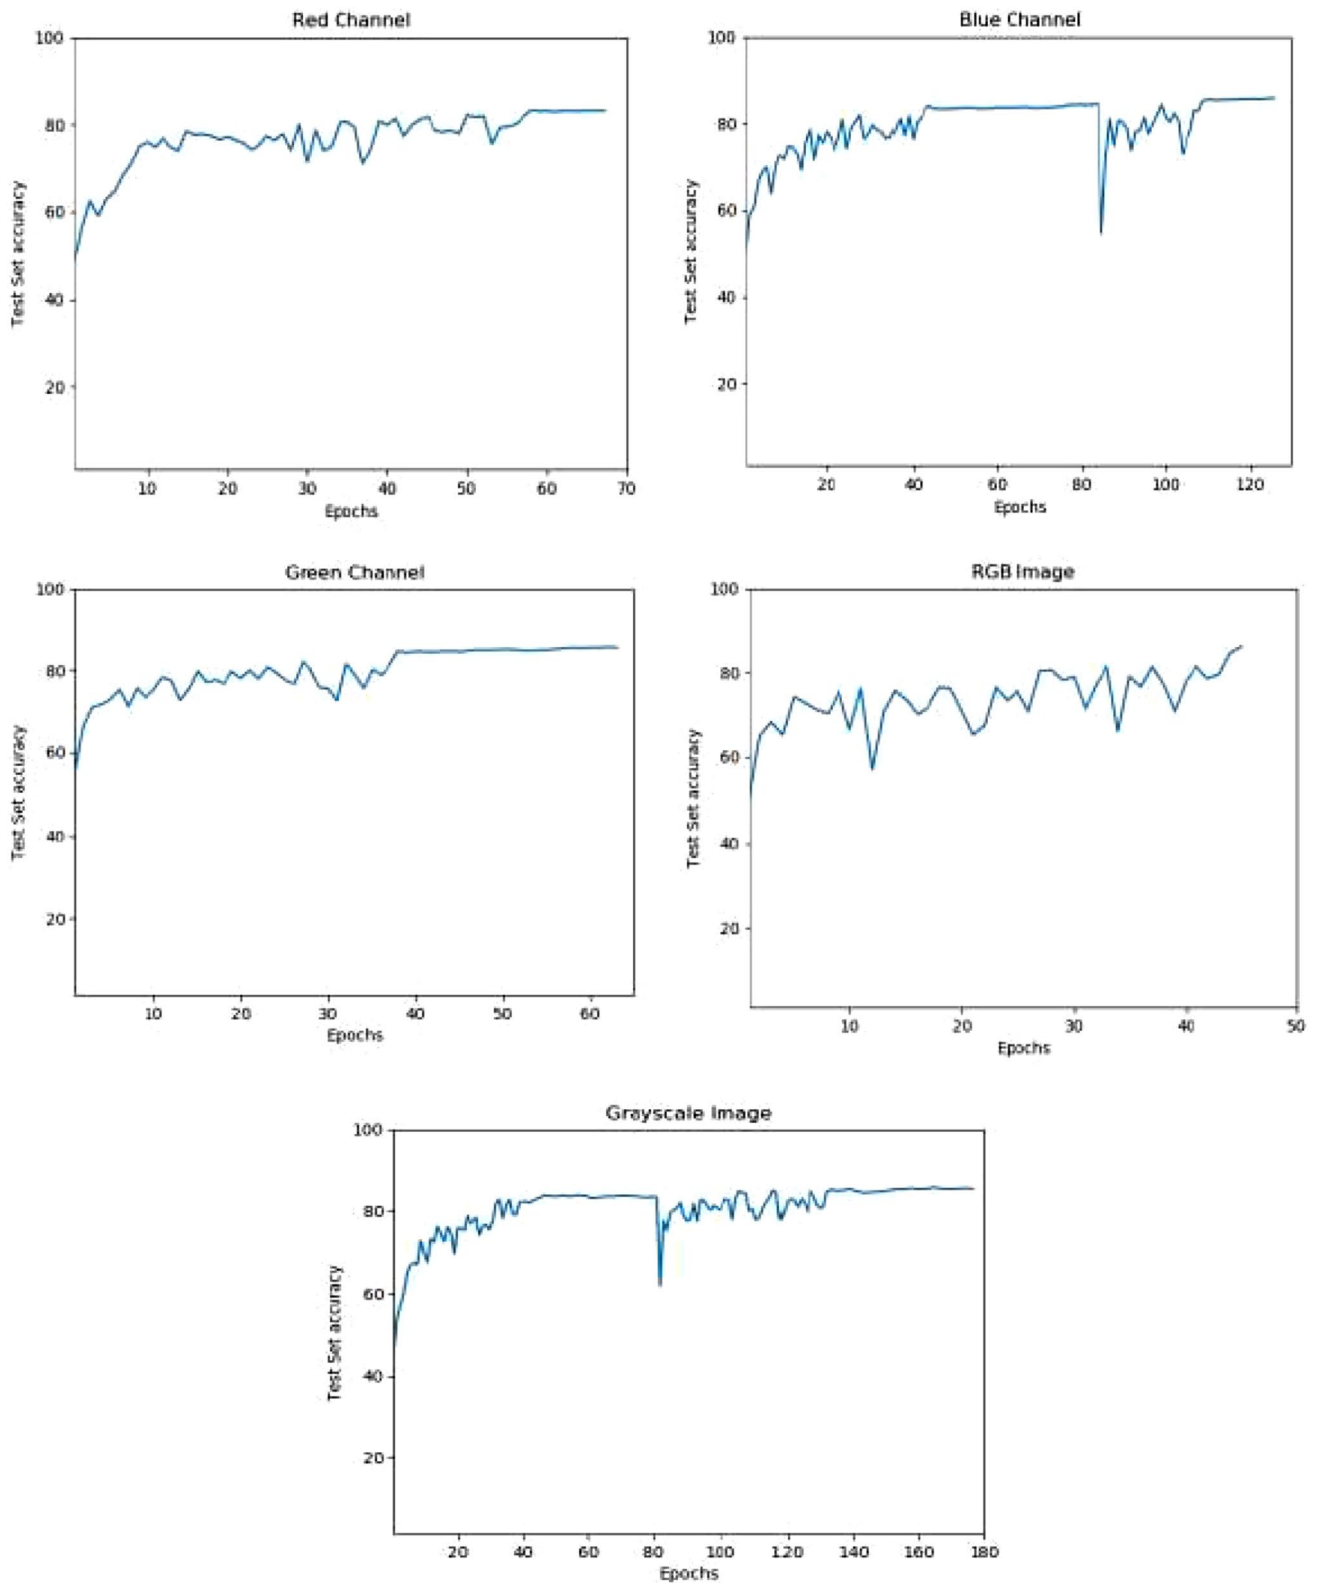 Red Channel
100
80
60
40
20
Test Set accuracy
10 20 30 40 50 60 70
Epochs
Blue Channel
100
80
60
40
20
Test Set accuracy
20 40 60 80 100 120
Epochs
Green Channel
100
80
60
40
20
Test Set accuracy
10 20 30 40 50 60
Epochs
RGB Image
100
80
60
40
20
Test Set accuracy
10 20 30 40 50
Epochs
Grayscale Image
100
80
60
40
20
Test Set accuracy
20 40 60 80 100 120 140 160 180
Epochs